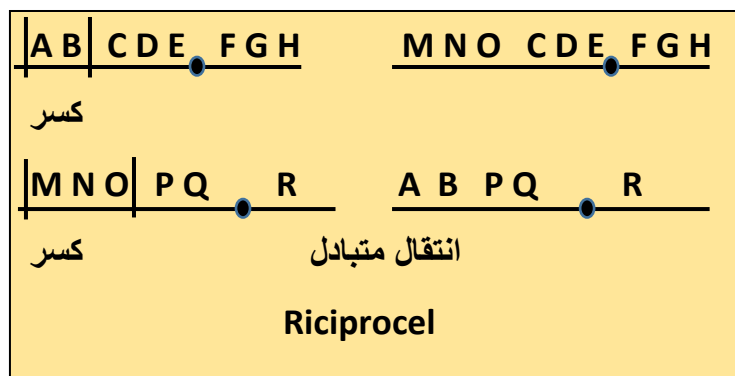 A B C D E F G H M N O C D E F G H
كسر
M N O P Q R A B P Q R
كسر انتقال متبادل
Riciprocel